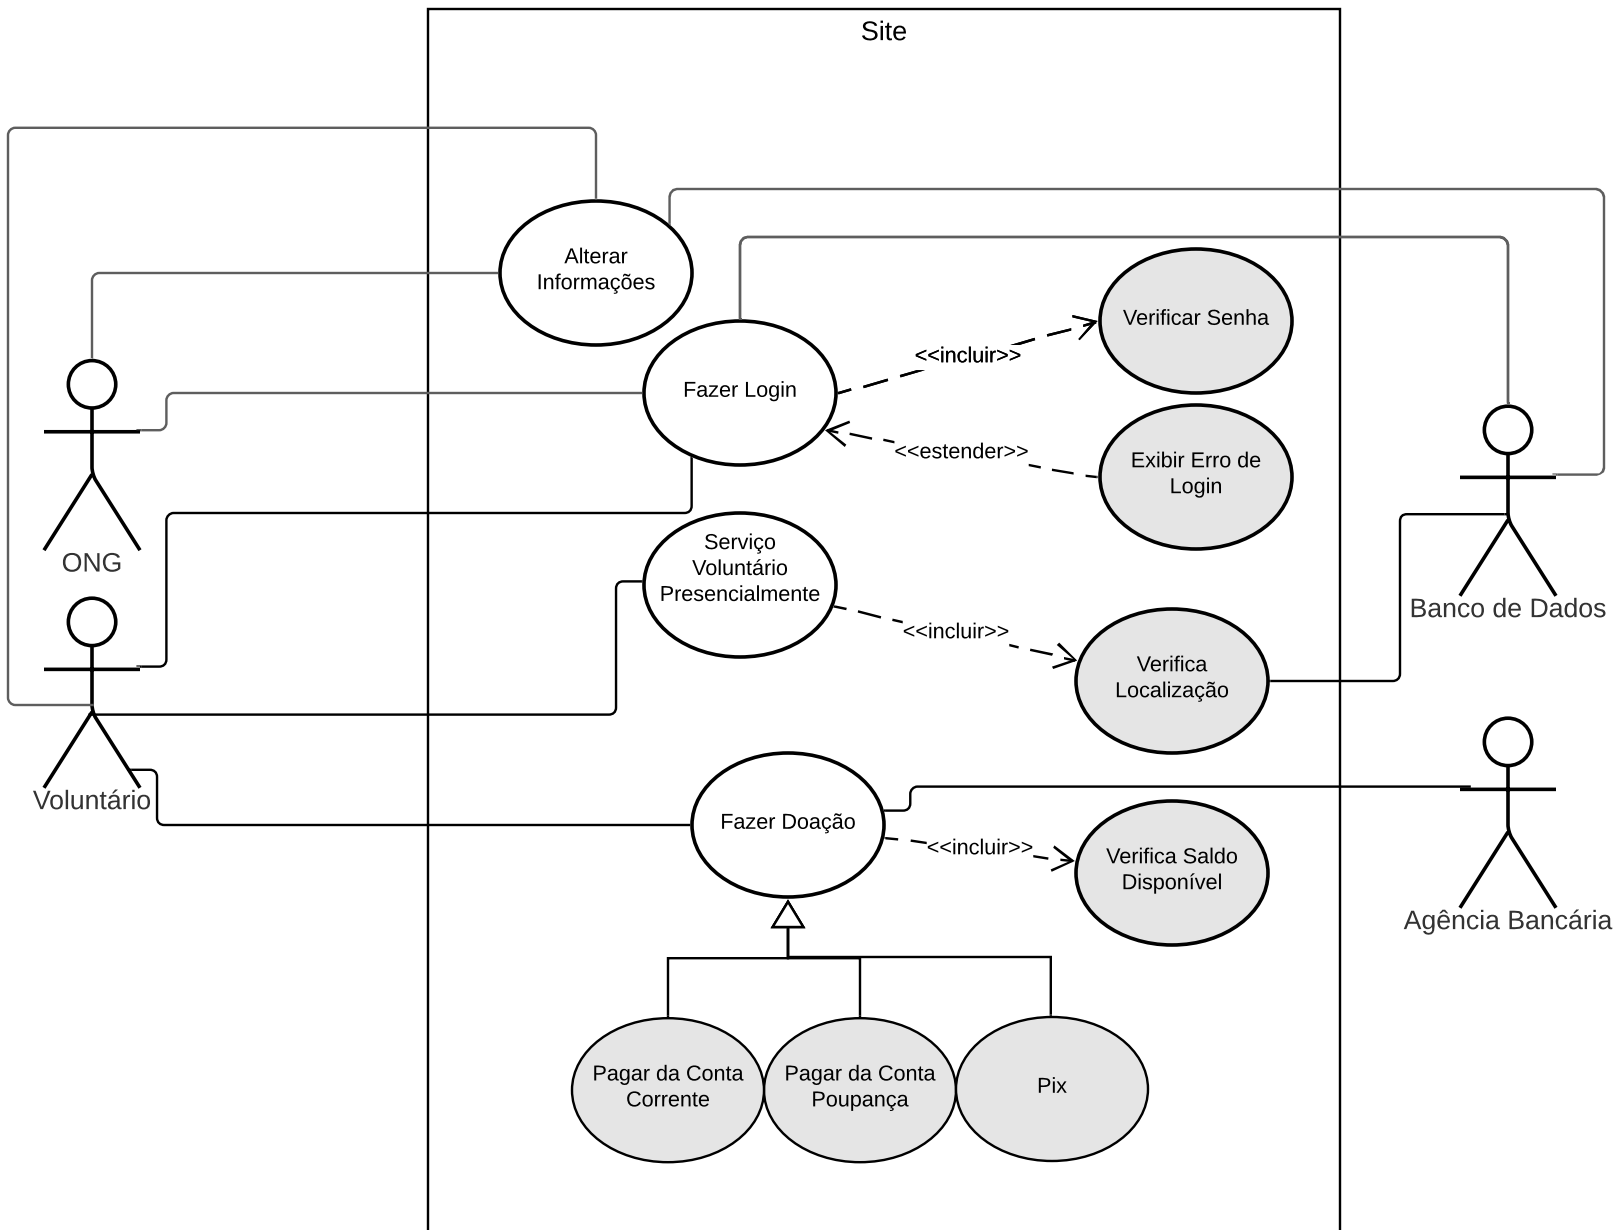 Site
Alterar
Informações
Verificar Senha
<<incluir>>
Fazer Login
<<estender>>
Exibir Erro de
Login
ONG
Serviço
Voluntário
Presencialmente
Banco de Dados
<<incluir>>
Verifica
Localização
Voluntário
Fazer Doação
<<incluir>>
Verifica Saldo
Disponível
Agência Bancária
Pagar da Conta
Corrente
Pagar da Conta
Poupança
Pix